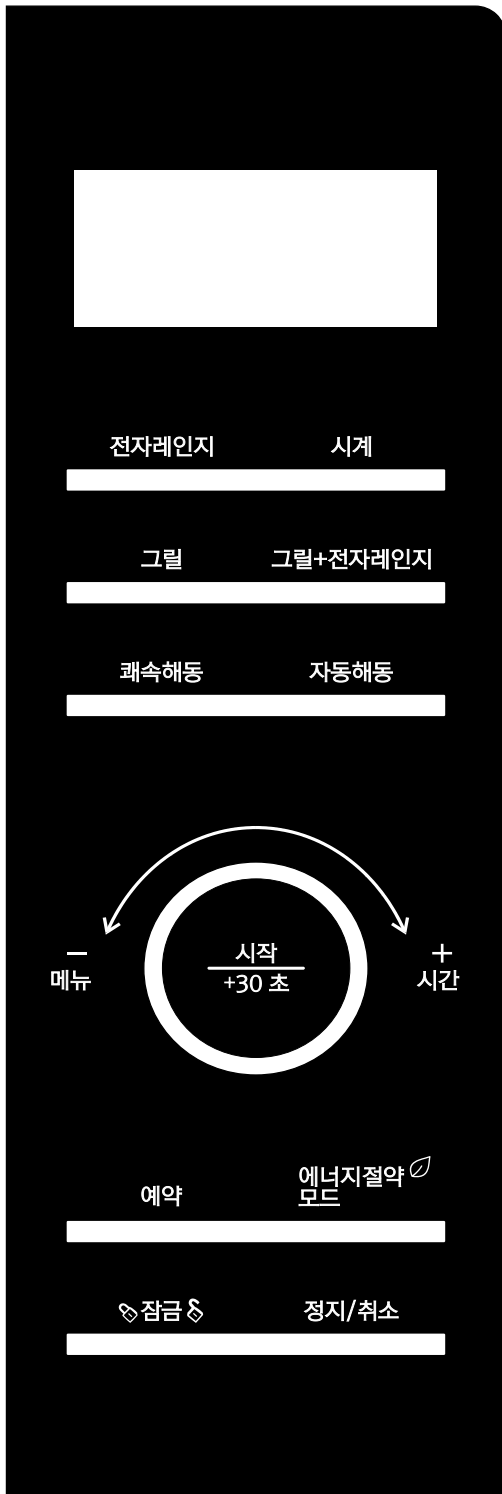 전자레인지 시계
그릴 그릴+전자레인지
쾌속해동 자동해동
시작
+30 초
− +
메뉴 시간
예약 에너지절약
모드
잠금 정지/취소